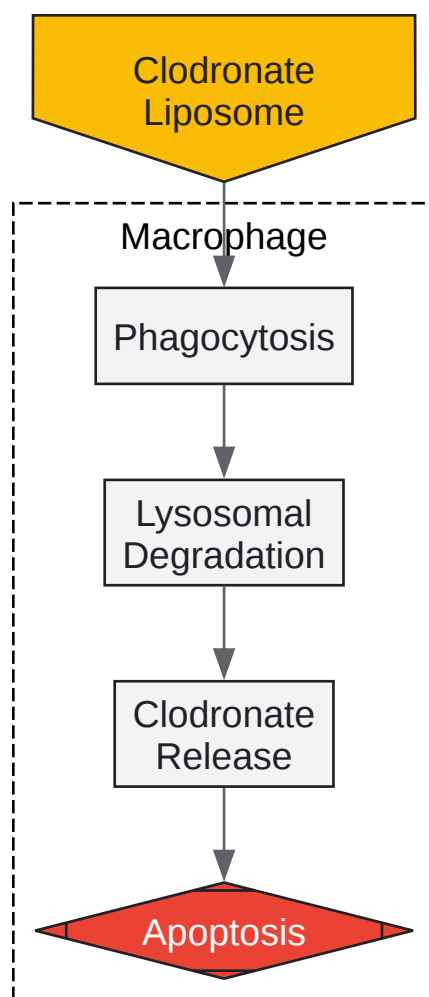 Clodronate
Liposome
Macrophage
Phagocytosis
Lysosomal
Degradation
Clodronate
Release
Apoptosis